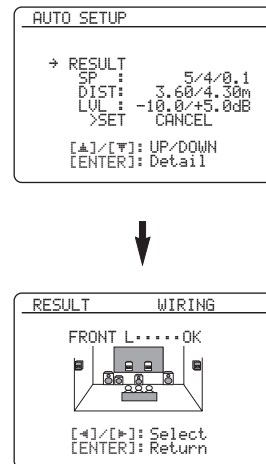 AUTO SETUP
→ RESULT
SP : 5/4/0.1
DIST: 3.60/4.30m
LVL : -10.0/+5.0dB
>SET CANCEL
[▲]/[▼]: UP/DOWN
[ENTER]: Detail
RESULT WIRING
FRONT L·····OK
[◄]/[►]: Select
[ENTER]: Return